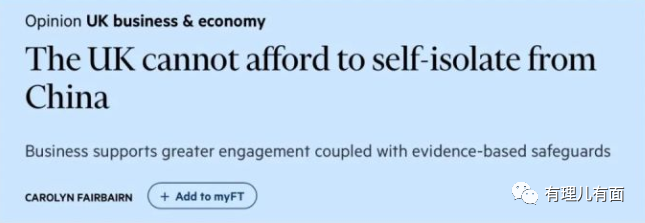 Opinion UK business & economy
The UK cannot afford to self-isolate from
China
Business supports greater engagement coupled with evidence-based safeguards
CAROLYN FAIRBAIRN + Add to myFT
有理儿有面